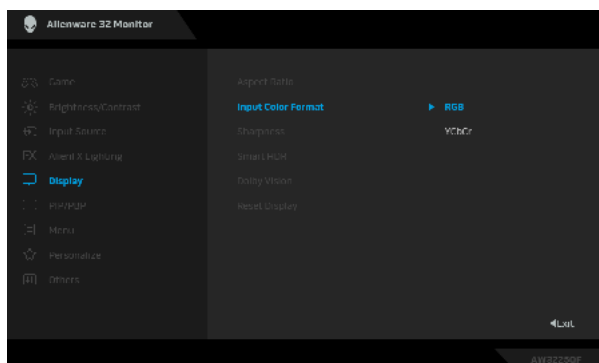 Alienware 32 Monitor
Game
Brightness/Contrast
Input Source
AlienFX Lighting
Display
PIP/PBP
Menu
Personalize
Others
Aspect Ratio
Input Color Format
Sharpness
Smart HDR
Dolby Vision
Reset Display
RGB
YCbCr
Exit
AW3225QF